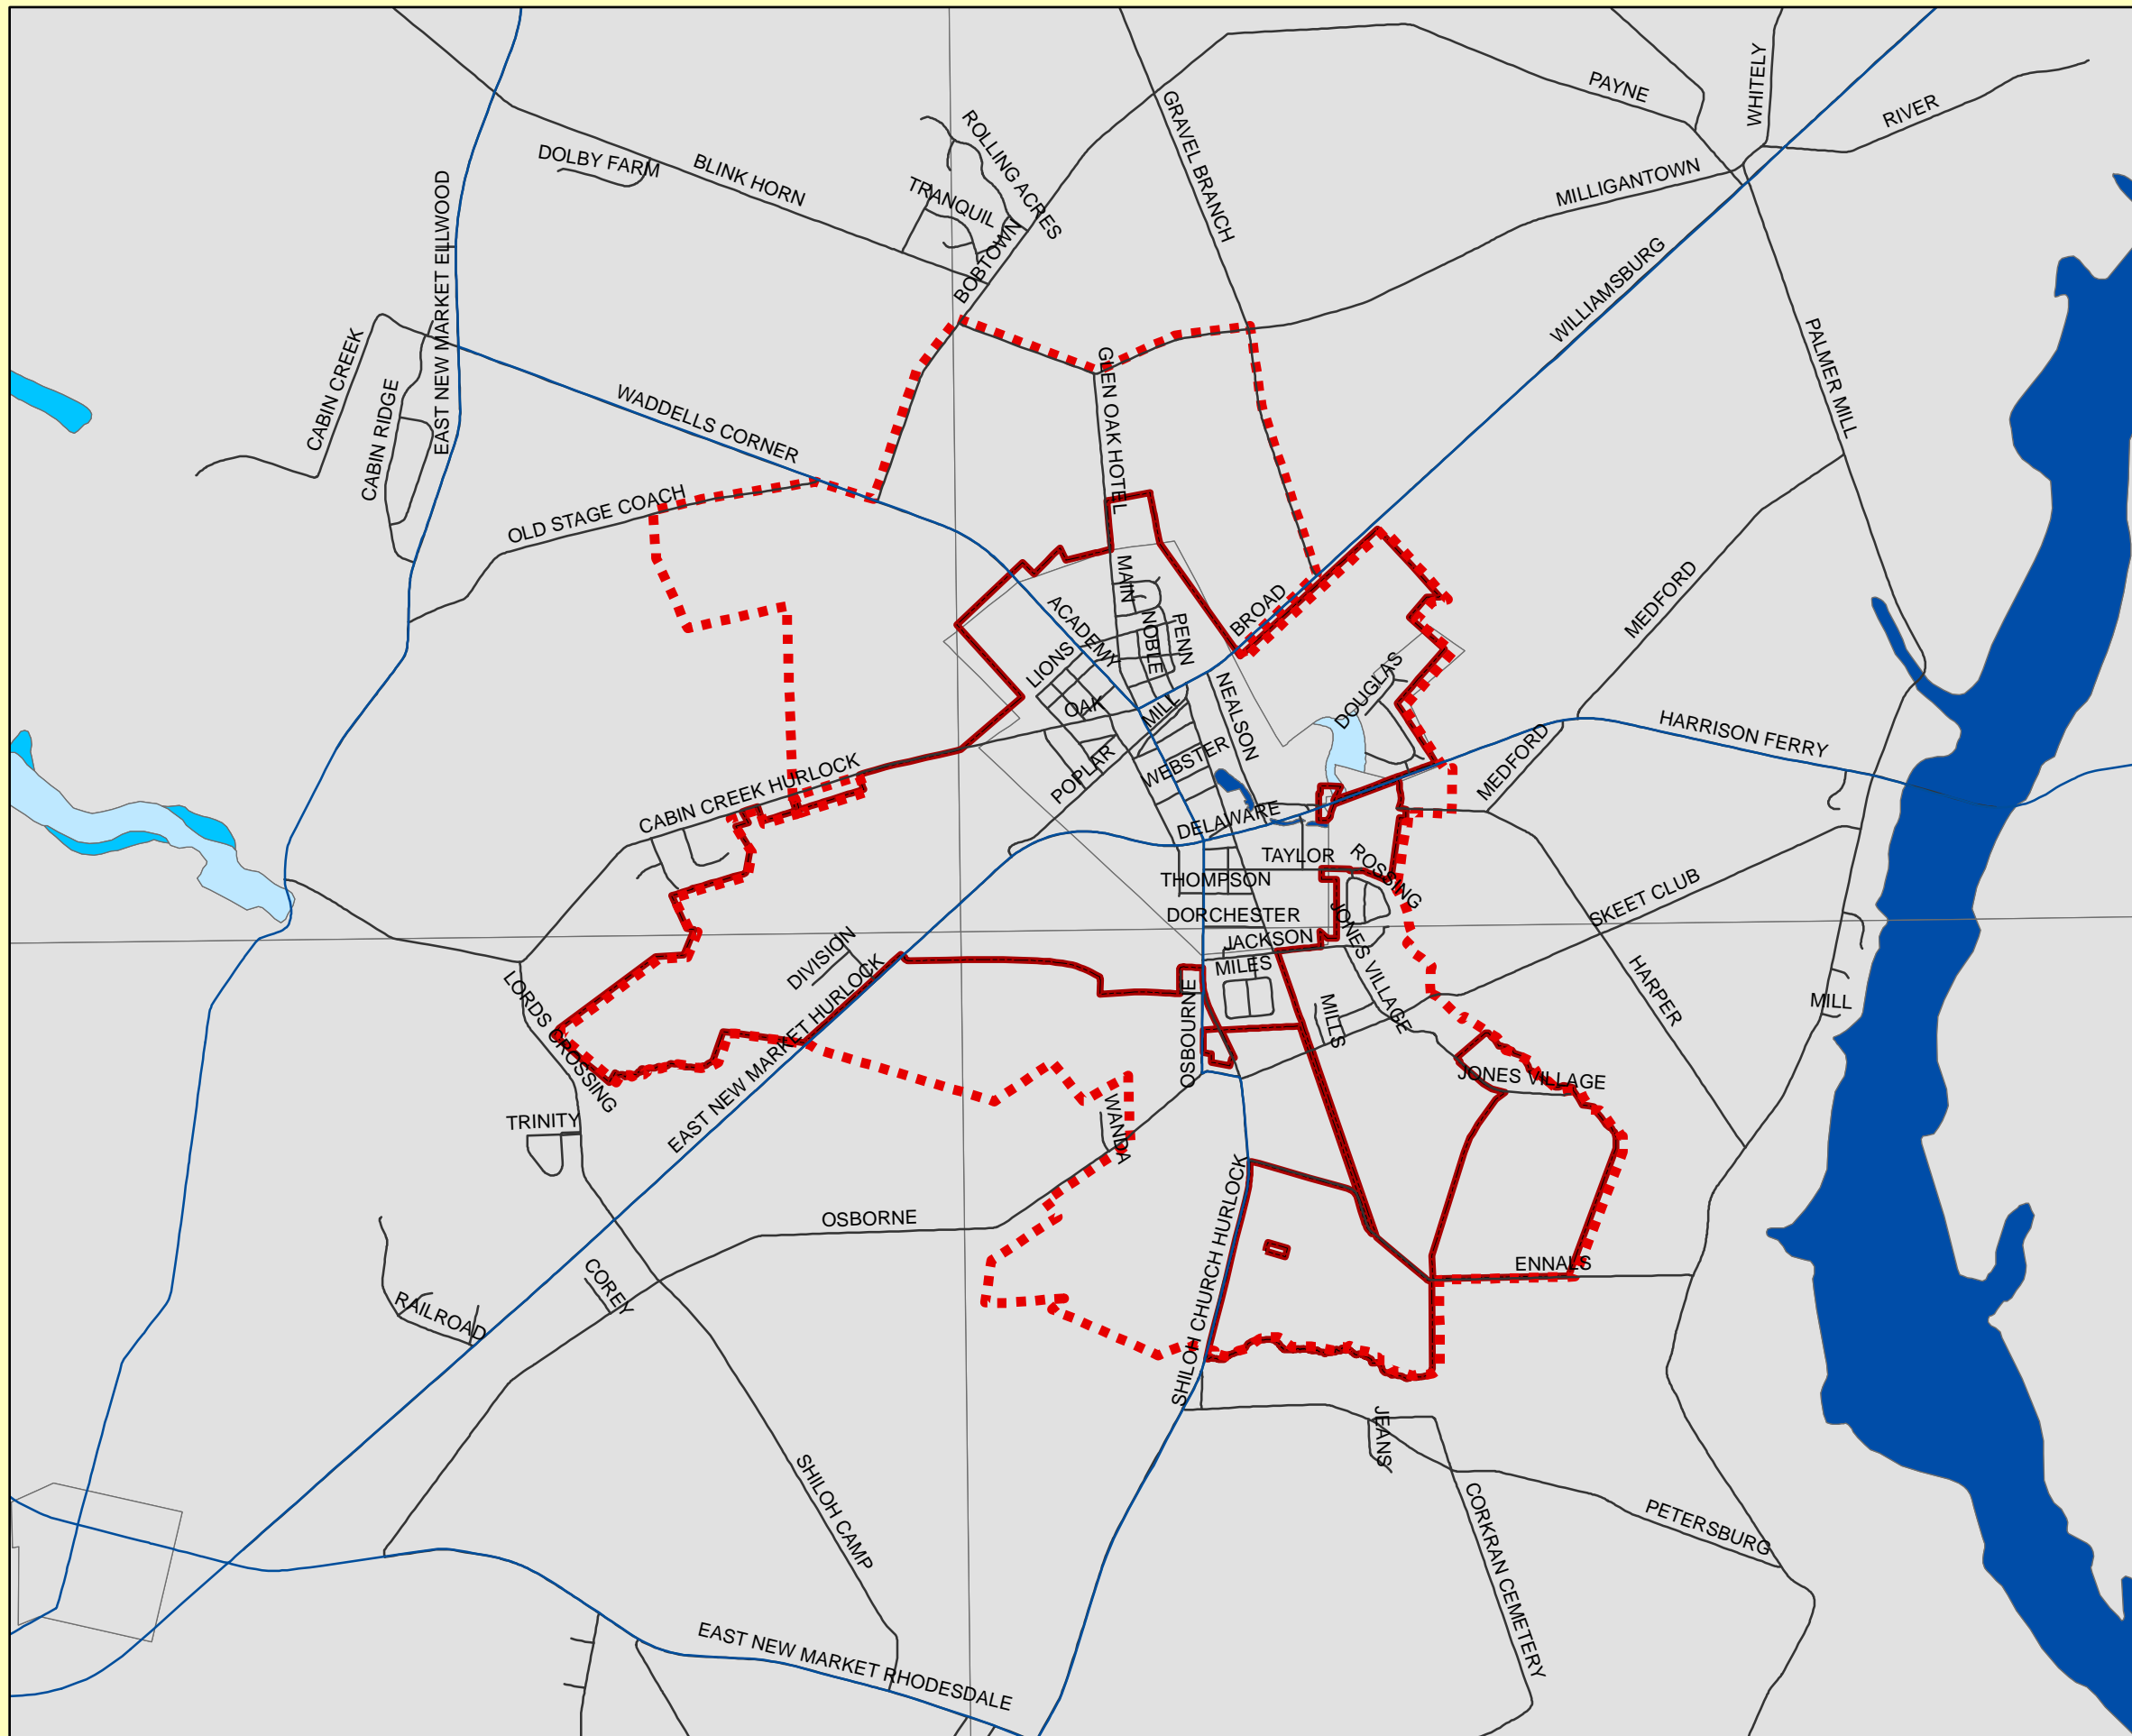 PAYNE
WHITELY
RIVER
GRAVEL BRANCH
ROLLING ACRES
DOLBY FARM
BLINK HORN
TRANQUIL
MILLIGANTOWN
EAST NEW MARKET ELLWOOD
BOBTOWN
WILLIAMSBURG
CABIN CREEK
PALMER MILL
GLEN OAK HOTEL
CABIN RIDGE
WADDELLS CORNER
OLD STAGE COACH
MAIN
BROAD
MEDFORD
ACADEMY
NOBLE
PENN
LIONS
DOUGLAS
OAK
MILL
NEALSON
HARRISON FERRY
POPLAR
WEBSTER
MEDFORD
CABIN CREEK HURLOCK
DELAWARE
TAYLOR
ROSSING
THOMPSON
SKEET CLUB
DORCHESTER
JONES VILLAGE
JACKSON
DIVISION
MILES
HARPER
LORDS CROSSING
EAST NEW MARKET HURLOCK
OSBOURNE
MILLS
MILL
JONES VILLAGE
TRINITY
WANDA
OSBORNE
SHILOH CHURCH HURLOCK
ENNALS
COREY
RAILROAD
JEANS
SHILOH CAMP
CORKRAN CEMETERY
PETERSBURG
EAST NEW MARKET RHODESDALE